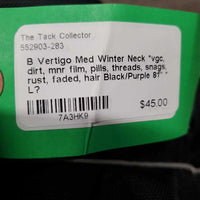 The Tack Collector
552903-283
B Vertigo Med Winter Neck *vgc,
dirt, mnr film, pills, threads, snags,
rust, faded, hair Black/Purple
L?
$45.00
7A3HK9